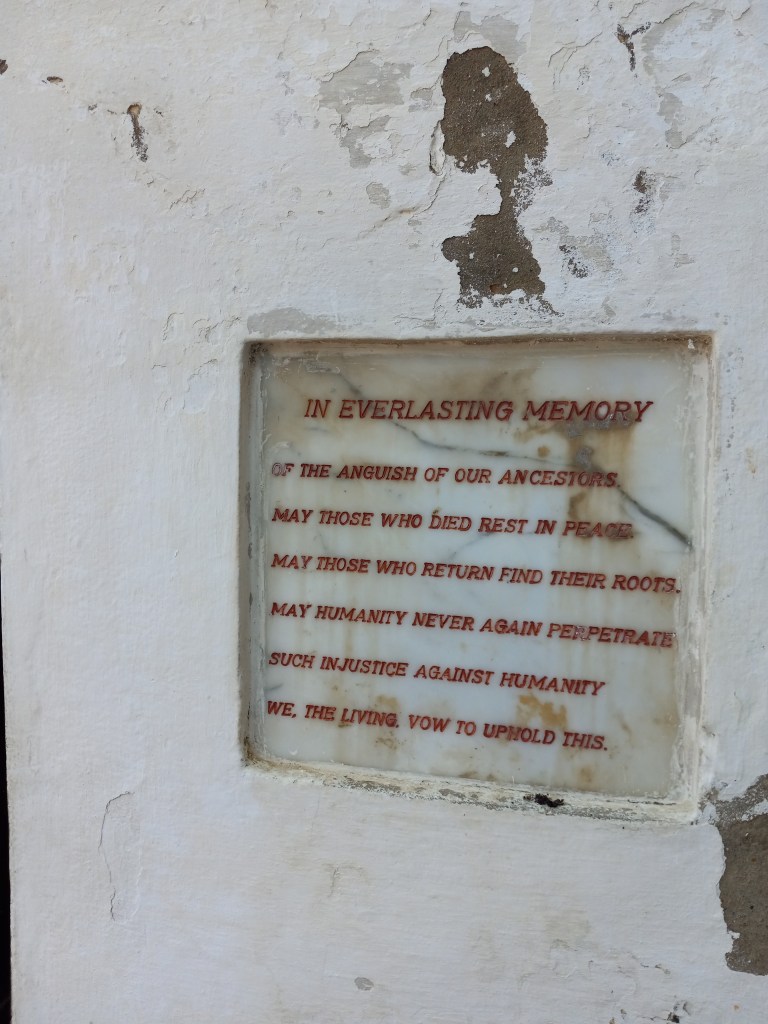 IN EVERLASTING MEMORY
OF THE ANGUISH OF OUR ANCESTORS.
MAY THOSE WHO DIED REST IN PEACE.
MAY THOSE WHO RETURN FIND THEIR ROOTS.
MAY HUMANITY NEVER AGAIN PERPETRATE
SUCH INJUSTICE AGAINST HUMANITY
WE, THE LIVING, VOW TO UPHOLD THIS.